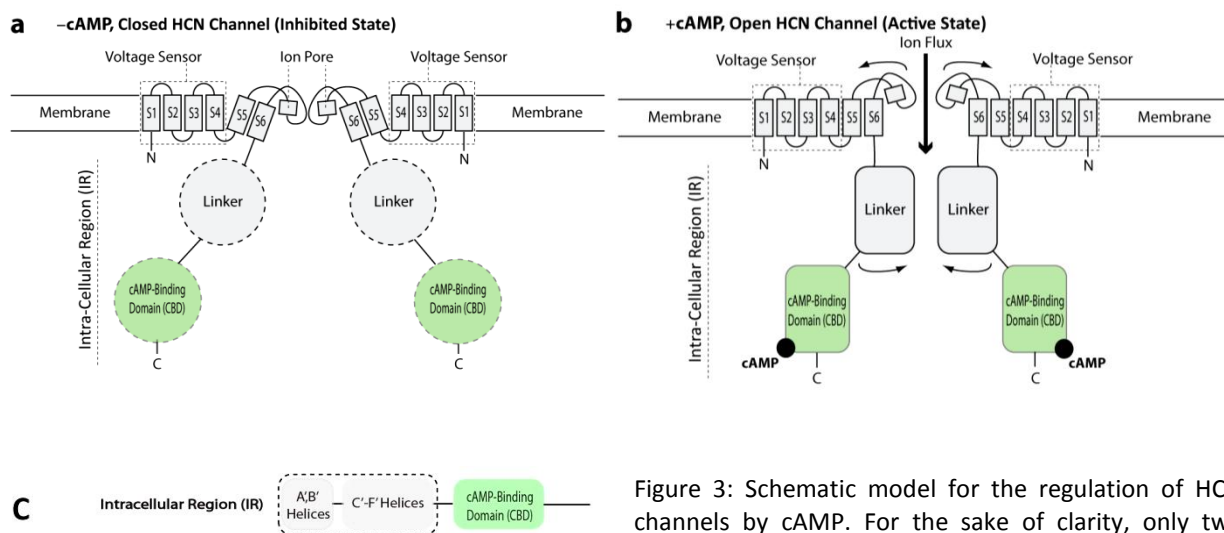 a –cAMP, Closed HCN Channel (Inhibited State)
Voltage Sensor Ion Pore Voltage Sensor
Membrane S1 S2 S3 S4 S5 S6 S6 S5 S4 S3 S2 S1 Membrane
N N
Linker Linker
Intra-Cellular Region (IR)
cAMP-Binding cAMP-Binding
Domain (CBD) Domain (CBD)
C C
b +cAMP, Open HCN Channel (Active State)
Ion Flux
Voltage Sensor Voltage Sensor
Membrane S1 S2 S3 S4 S5 S6 S6 S5 S4 S3 S2 S1 Membrane
N N
Linker Linker
Intra-Cellular Region (IR)
cAMP-Binding cAMP-Binding
Domain (CBD) Domain (CBD)
cAMP cAMP
C C
C Intracellular Region (IR) A',B' C'-F' Helices cAMP-Binding
Helices Domain (CBD)
Figure 3: Schematic model for the regulation of HC
channels by cAMP. For the sake of clarity, only tw